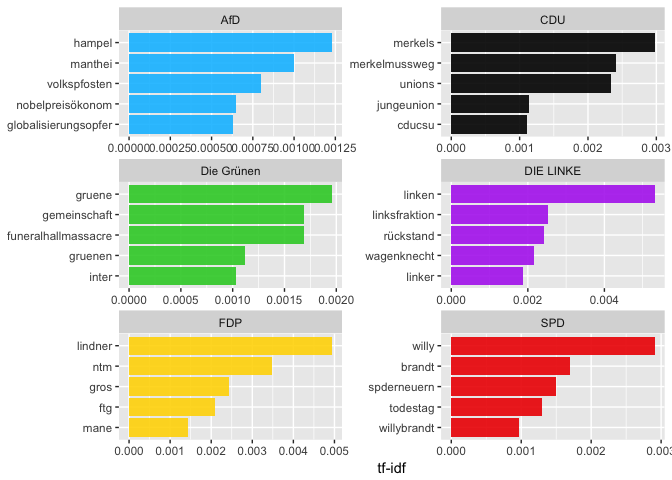 AfD
hampel
manthei
volkspfosten
nobelpreisökonom
globalisierungsopfer
0.00000 0.00025 0.00050 0.00075 0.00100 0.00125
CDU
merkels
merkelmussweg
unions
jungeunion
cducsu
0.000 0.001 0.002 0.003
Die Grünen
gruene
gemeinschaft
funeralhallmassacre
gruenen
inter
0.0000 0.0005 0.0010 0.0015 0.0020
DIE LINKE
linken
linksfraktion
rückstand
wagenknecht
linker
0.000 0.002 0.004
FDP
lindner
ntm
gros
ftg
mane
0.000 0.001 0.002 0.003 0.004 0.005
SPD
willy
brandt
spderneuern
todestag
willybrandt
0.000 0.001 0.002 0.003
tf-idf